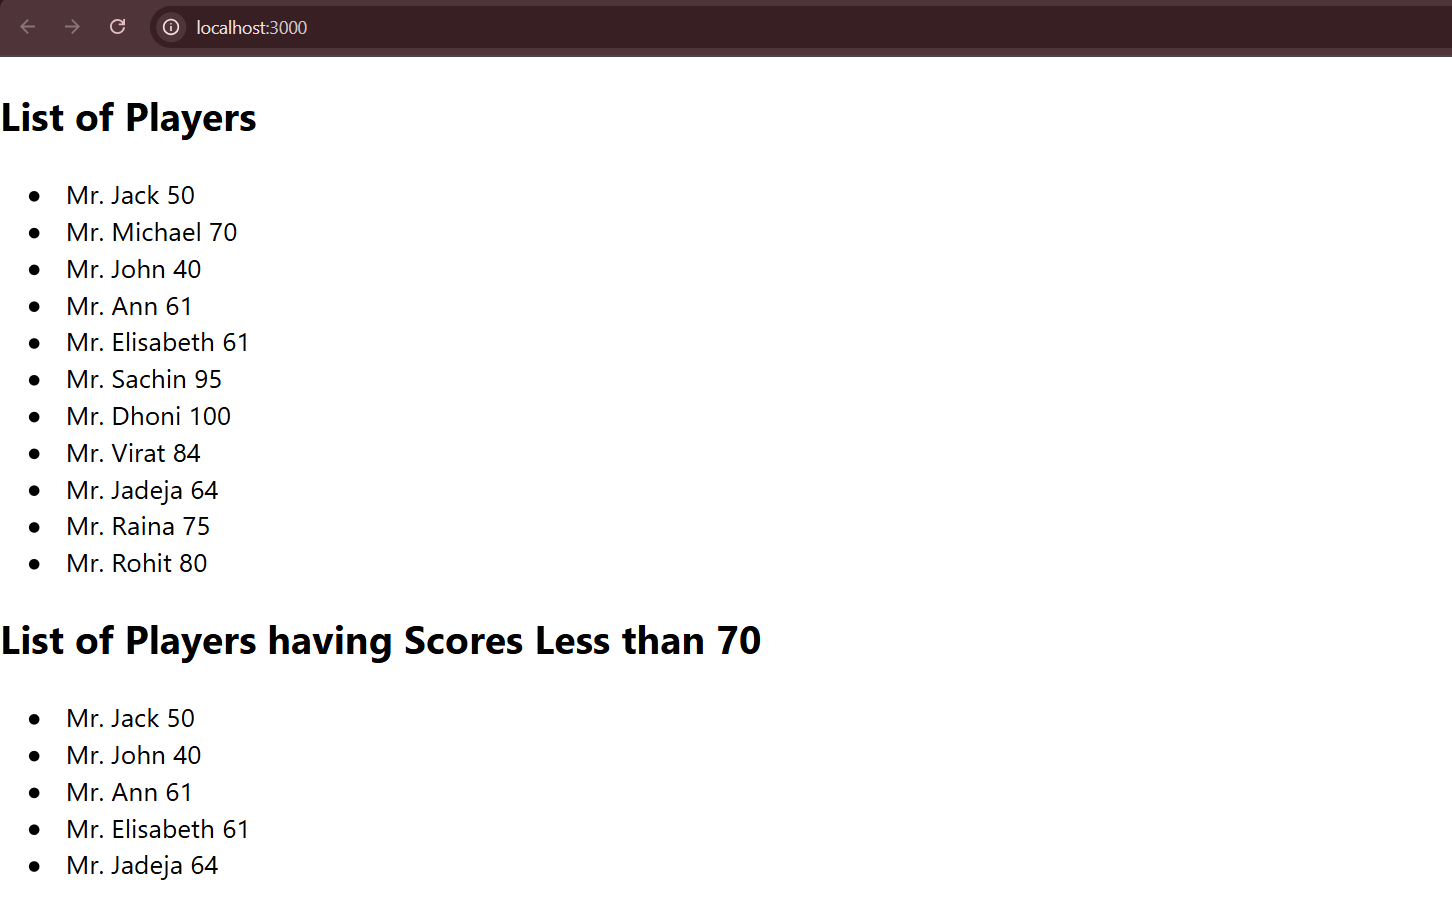 localhost:3000
List of Players
Mr. Jack 50
Mr. Michael 70
Mr. John 40
Mr. Ann 61
Mr. Elisabeth 61
Mr. Sachin 95
Mr. Dhoni 100
Mr. Virat 84
Mr. Jadeja 64
Mr. Raina 75
Mr. Rohit 80
List of Players having Scores Less than 70
Mr. Jack 50
Mr. John 40
Mr. Ann 61
Mr. Elisabeth 61
Mr. Jadeja 64